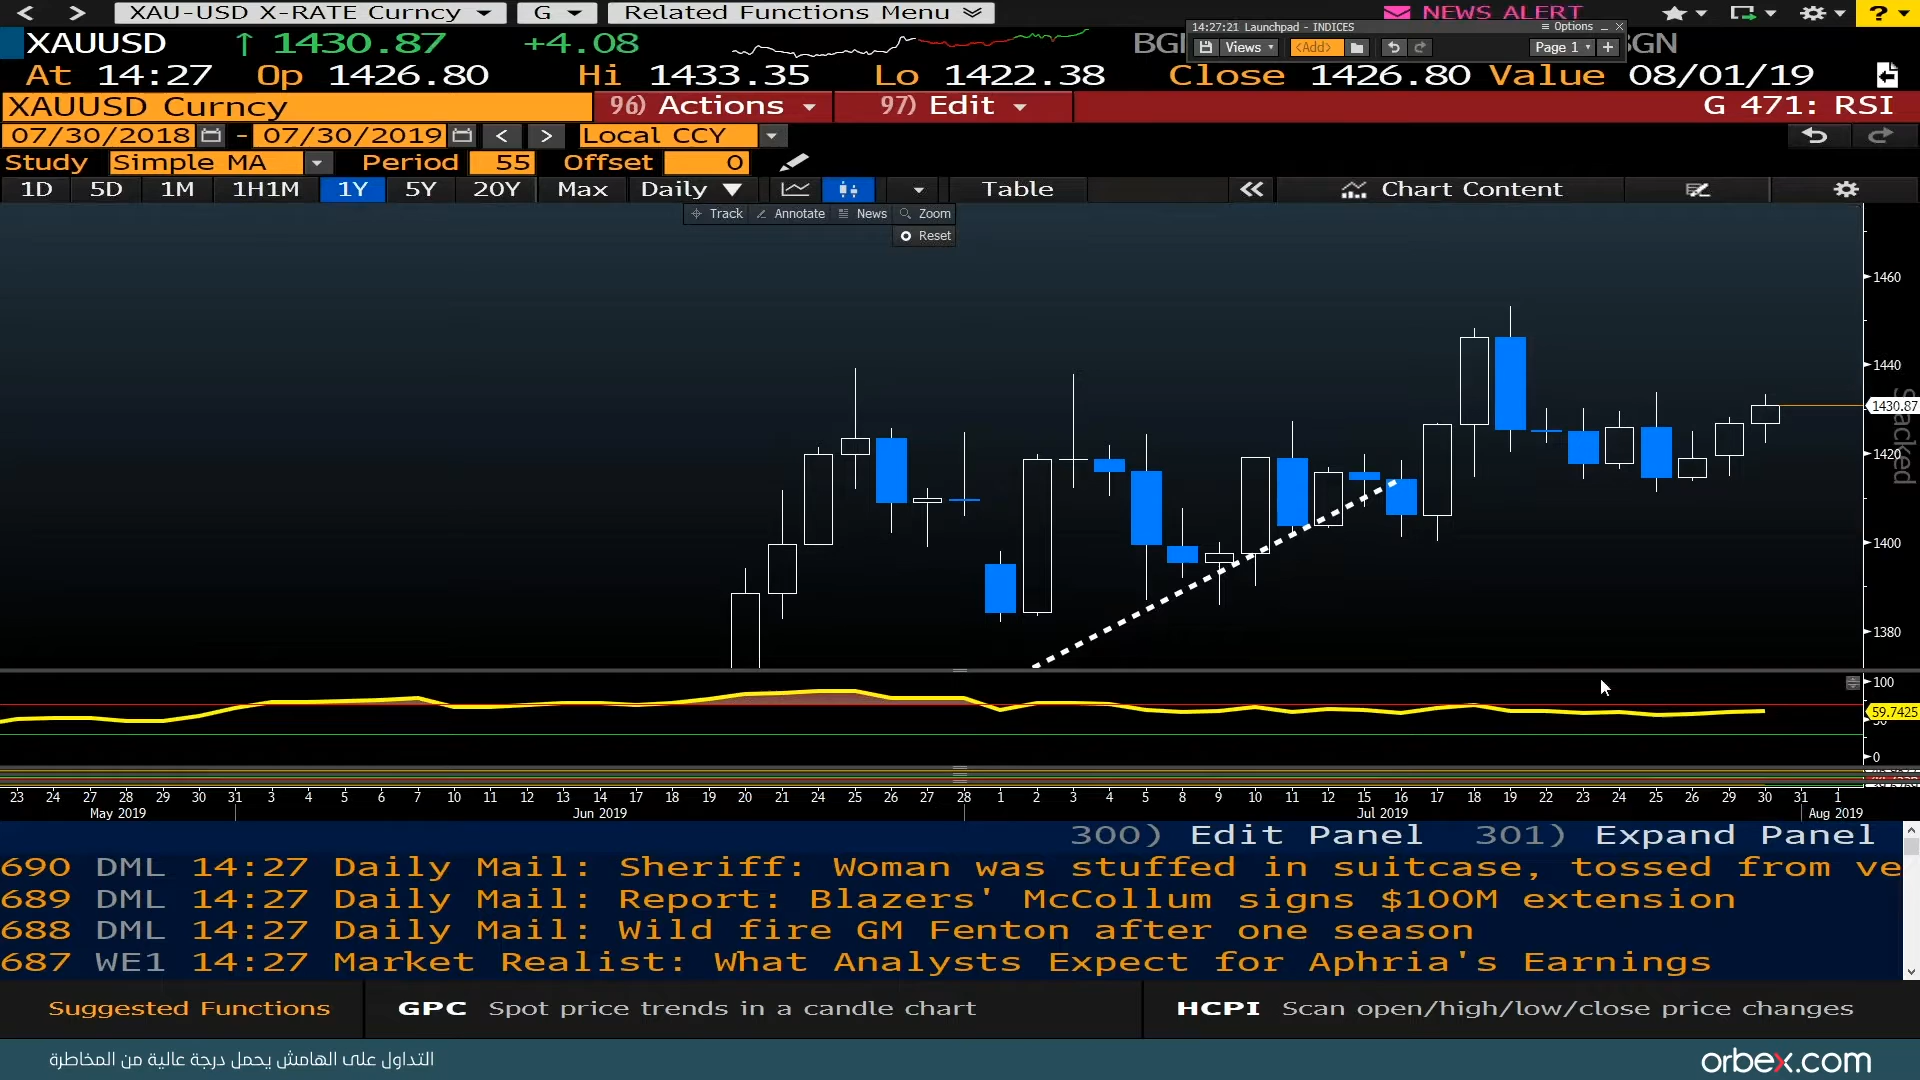 XAU-USD X-RATE Curncy G Related Functions Menu NEWS ALERT ?
14:27:21 Launchpad - INDICES Options
XAUUSD ↑ 1430.87 +4.08 BGN
Views <Add> Page 1 +
At 14:27 Op 1426.80 Hi 1433.35 Lo 1422.38 Close 1426.80 Value 08/01/19
XAUUSD Curncy 96) Actions 97) Edit G 471: RSI
07/30/2018 - 07/30/2019 < > Local CCY
Study Simple MA Period 55 Offset 0
1D 5D 1M 1H1M 1Y 5Y 20Y Max Daily Table Chart Content
Track Annotate News Zoom
Reset
1460
1440
1430.87
1420
1400
1380
100
59.7425
0
23 24 27 28 29 30 31 3 4 5 6 7 10 11 12 13 14 17 18 19 20 21 24 25 26 27 28 1 2 3 4 5 8 9 10 11 12 15 16 17 18 19 22 23 24 25 26 29 30 31 1
May 2019 Jun 2019 Jul 2019 Aug 2019
300) Edit Panel 301) Expand Panel
690 DML 14:27 Daily Mail: Sheriff: Woman was stuffed in suitcase, tossed from ve
689 DML 14:27 Daily Mail: Report: Blazers' McCollum signs $100M extension
688 DML 14:27 Daily Mail: Wild fire GM Fenton after one season
687 WE1 14:27 Market Realist: What Analysts Expect for Aphria's Earnings
Suggested Functions GPC Spot price trends in a candle chart HCPI Scan open/high/low/close price changes
التداول على الهامش يحمل درجة عالية من المخاطرة
orbex.com